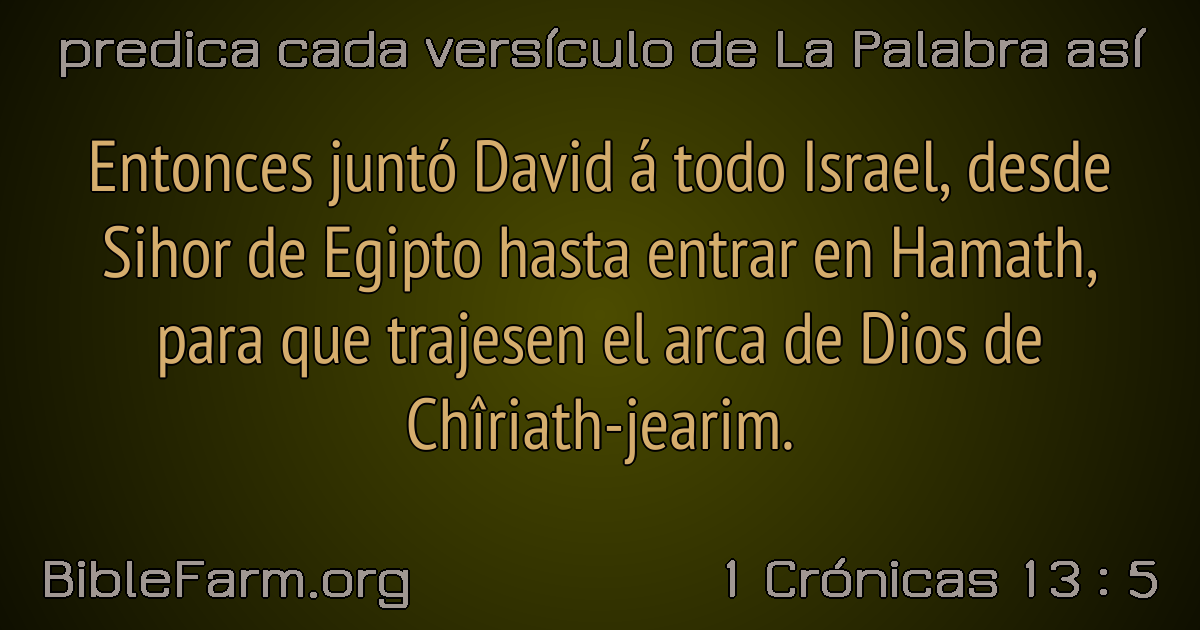 predica cada versículo de La Palabra así
Entonces juntó David á todo Israel, desde
Sihor de Egipto hasta entrar en Hamath,
para que trajesen el arca de Dios de
Chîriath-jearim.
BibleFarm.org
1 Crónicas 13 : 5